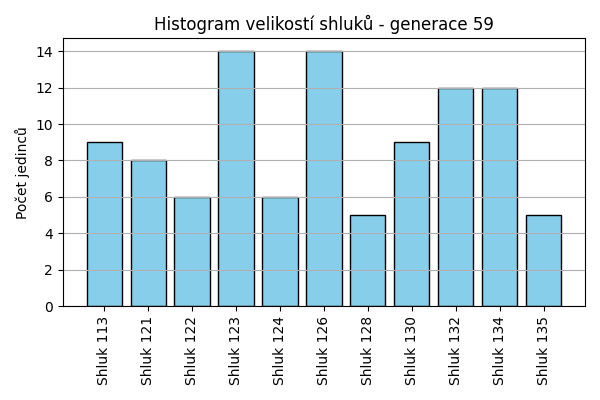 Histogram velikostí shluků - generace 59
Počet jedinců
14
12
10
8
6
4
2
0
Shluk 113
Shluk 121
Shluk 122
Shluk 123
Shluk 124
Shluk 126
Shluk 128
Shluk 130
Shluk 132
Shluk 134
Shluk 135